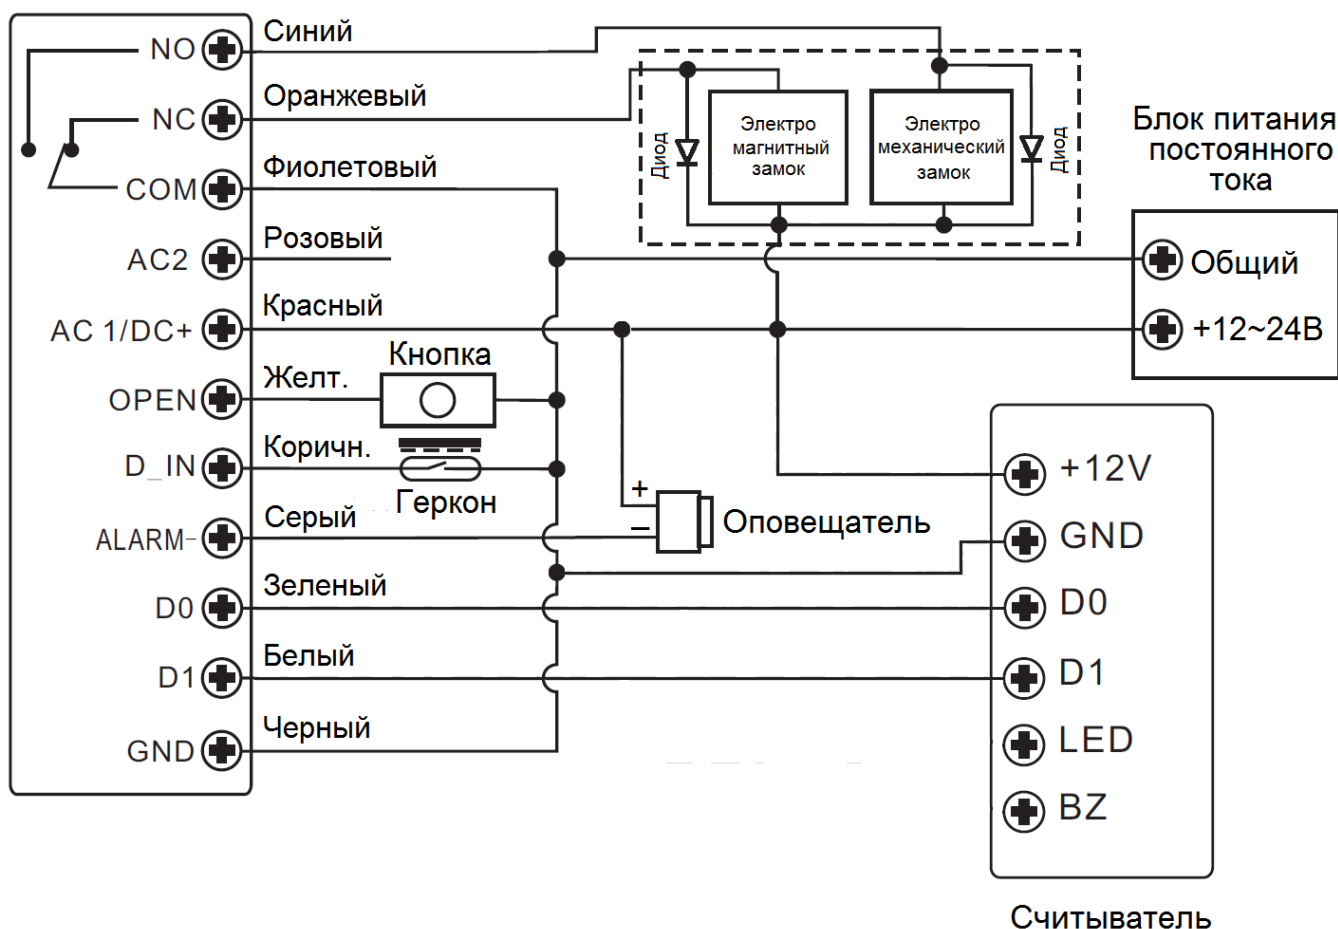 NO
Синий
NC
Оранжевый
COM
Фиолетовый
AC2
Розовый
AC 1/DC+
Красный
OPEN
Желт.
Кнопка
D_IN
Коричн.
Геркон
ALARM-
Серый
+
–
Оповещатель
D0
Зеленый
D1
Белый
GND
Черный
Диод
Электро
магнитный
замок
Электро
механический
замок
Диод
Блок питания
постоянного
тока
Общий
+12~24В
+12V
GND
D0
D1
LED
BZ
Считыватель